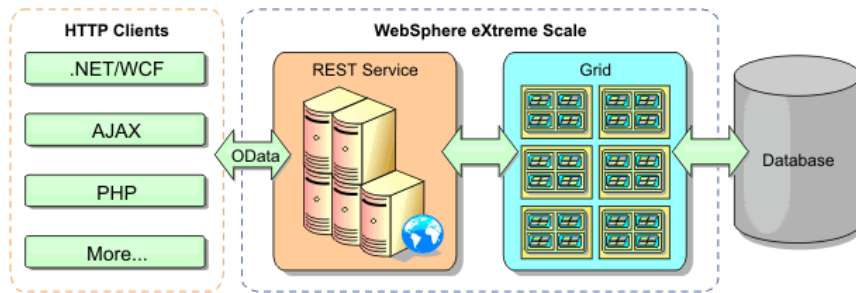 HTTP Clients
.NET/WCF
AJAX
PHP
More...
OData
WebSphere eXtreme Scale
REST Service
Grid
Database